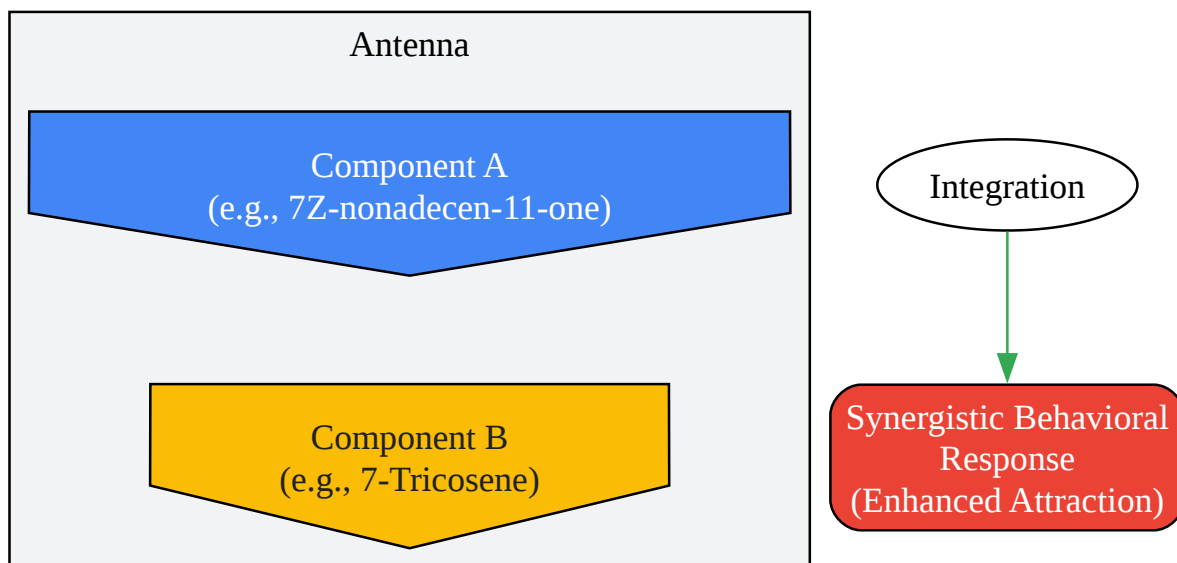 Antenna
Component A
(e.g., 7Z-nonadecen-11-one)
Component B
(e.g., 7-Tricosene)
Integration
Synergistic Behavioral
Response
(Enhanced Attraction)